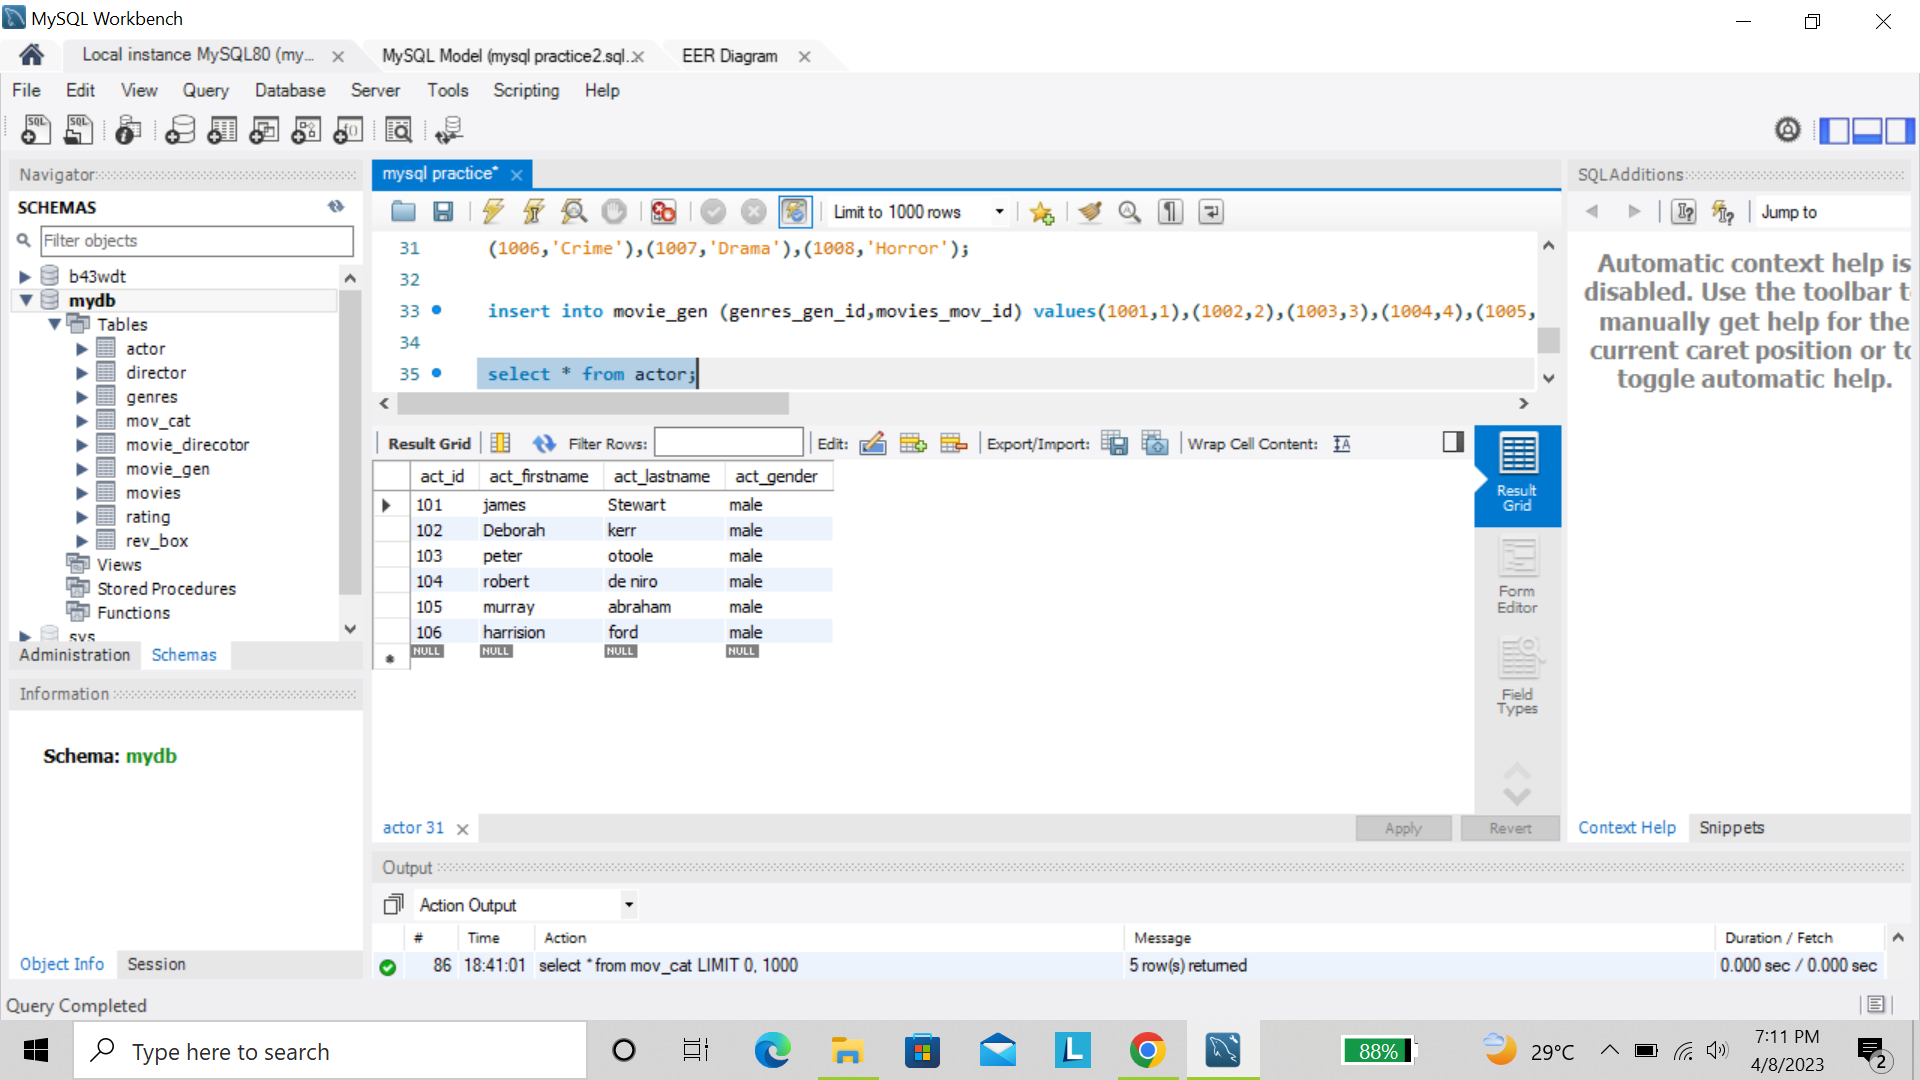 MySQL Workbench
Local instance MySQL80 (my...
MySQL Model (mysql practice2.sql...
EER Diagram
File Edit View Query Database Server Tools Scripting Help
Navigator
SCHEMAS
Filter objects
b43wdt
mydb
Tables
actor
director
genres
mov_cat
movie_direcotor
movie_gen
movies
rating
rev_box
Views
Stored Procedures
Functions
sys
Administration Schemas
Information
Schema: mydb
Object Info Session
Query Completed
mysql practice*
Limit to 1000 rows
31 (1006,'Crime'),(1007,'Drama'),(1008,'Horror');
32
33 insert into movie_gen (genres_gen_id,movies_mov_id) values(1001,1),(1002,2),(1003,3),(1004,4),(1005,
34
35 select * from actor;
Result Grid Filter Rows: Edit: Export/Import: Wrap Cell Content:
act_id act_firstname act_lastname act_gender
101 james Stewart male
102 Deborah kerr male
103 peter otoole male
104 robert de niro male
105 murray abraham male
106 harrision ford male
NULL NULL NULL NULL
Result
Grid
Form
Editor
Field
Types
actor 31
Apply Revert
SQLAdditions
Jump to
Automatic context help is
disabled. Use the toolbar t
manually get help for the
current caret position or to
toggle automatic help.
Context Help Snippets
Output
Action Output
# Time Action Message Duration / Fetch
86 18:41:01 select * from mov_cat LIMIT 0, 1000 5 row(s) returned 0.000 sec / 0.000 sec
Type here to search
88%
29°C
7:11 PM
4/8/2023
2